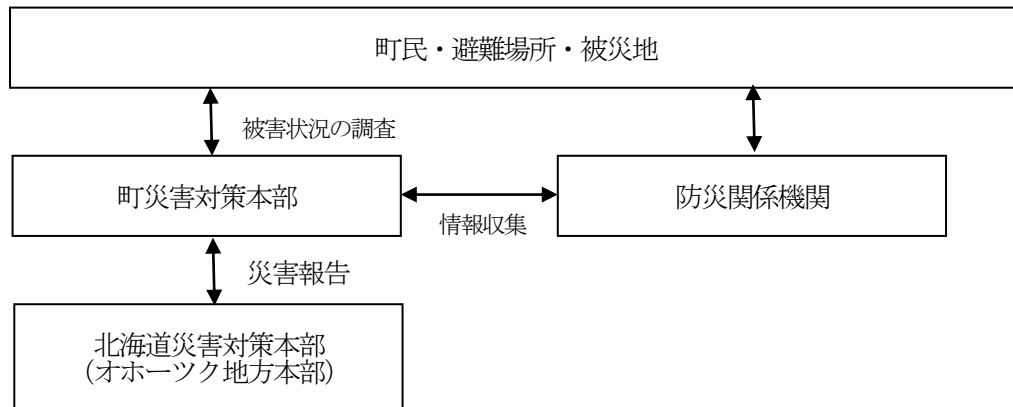 町民・避難場所・被災地
被害状況の調査
町災害対策本部
防災関係機関
情報収集
災害報告
北海道災害対策本部
（オホーツク地方本部）